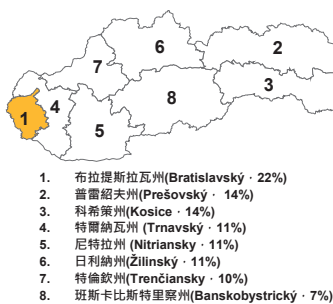 6
2
7
3
8
4
1
5
1. 布拉提斯拉瓦州(Bratislavský · 22%)
2. 普雷紹夫州(Prešovský · 14%)
3. 科希策州(Kosice · 14%)
4. 特爾納瓦州 (Trnavský · 11%)
5. 尼特拉州 (Nitriansky · 11%)
6. 日利納州(Žilinský · 11%)
7. 特倫欽州(Trenčiansky · 10%)
8. 班斯卡比斯特里察州(Banskobystrický · 7%)